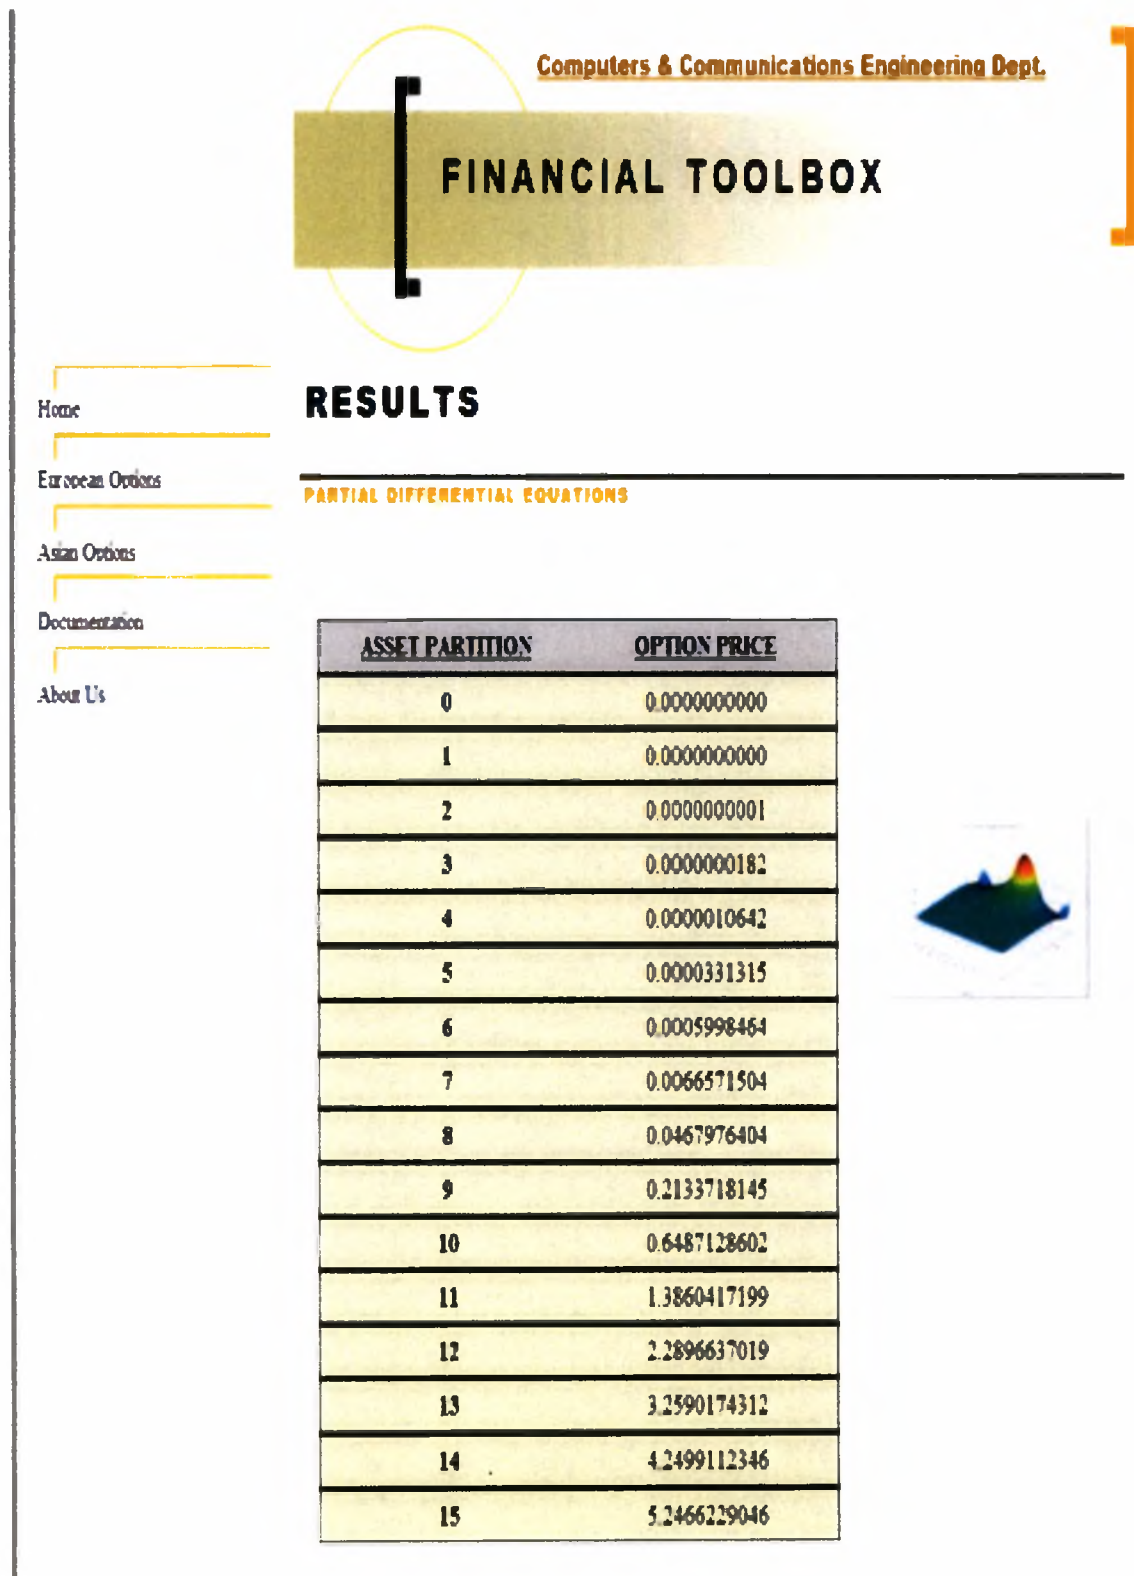 Computers & Communications Engineering Dept.
FINANCIAL TOOLBOX
Home
European Options
Asian Options
Documentation
About Us
RESULTS
PARTIAL DIFFERENTIAL EQUATIONS
ASSET PARTITION OPTION PRICE
0 0.0000000000
1 0.0000000000
2 0.0000000001
3 0.0000000182
4 0.0000010642
5 0.0000331315
6 0.0005998464
7 0.0066571504
8 0.0467976404
9 0.2133718145
10 0.6487128602
11 1.3860417199
12 2.2896637019
13 3.2590174312
14 4.2499112346
15 5.2466229046